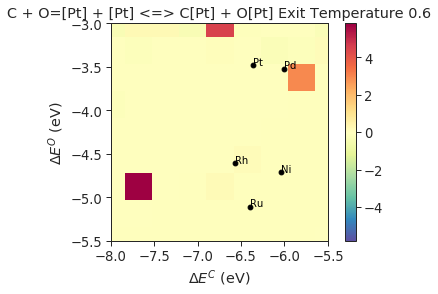 C + O=[Pt] + [Pt] <=> C[Pt] + O[Pt] Exit Temperature 0.6
−3.0
−3.5
−4.0
−4.5
−5.0
−5.5
ΔE^O (eV)
Pt
Pd
Rh
Ni
Ru
−8.0 −7.5 −7.0 −6.5 −6.0 −5.5
ΔE^C (eV)
4
2
0
−2
−4